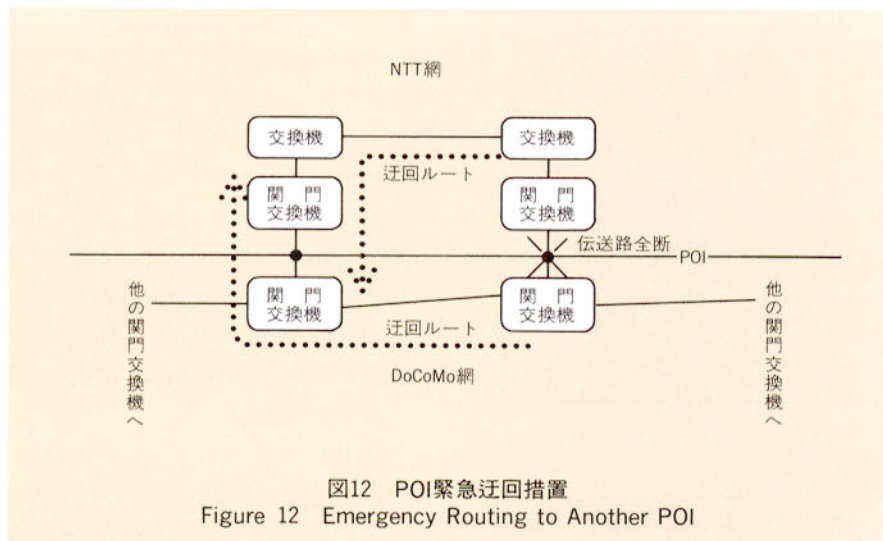 NTT網
交換機
交換機
迂回ルート
関　門
交換機
関　門
交換機
伝送路全断
POI
他の関門交換機へ
関　門
交換機
関　門
交換機
他の関門交換機へ
迂回ルート
DoCoMo網
図12　POI緊急迂回措置
Figure 12 Emergency Routing to Another POI